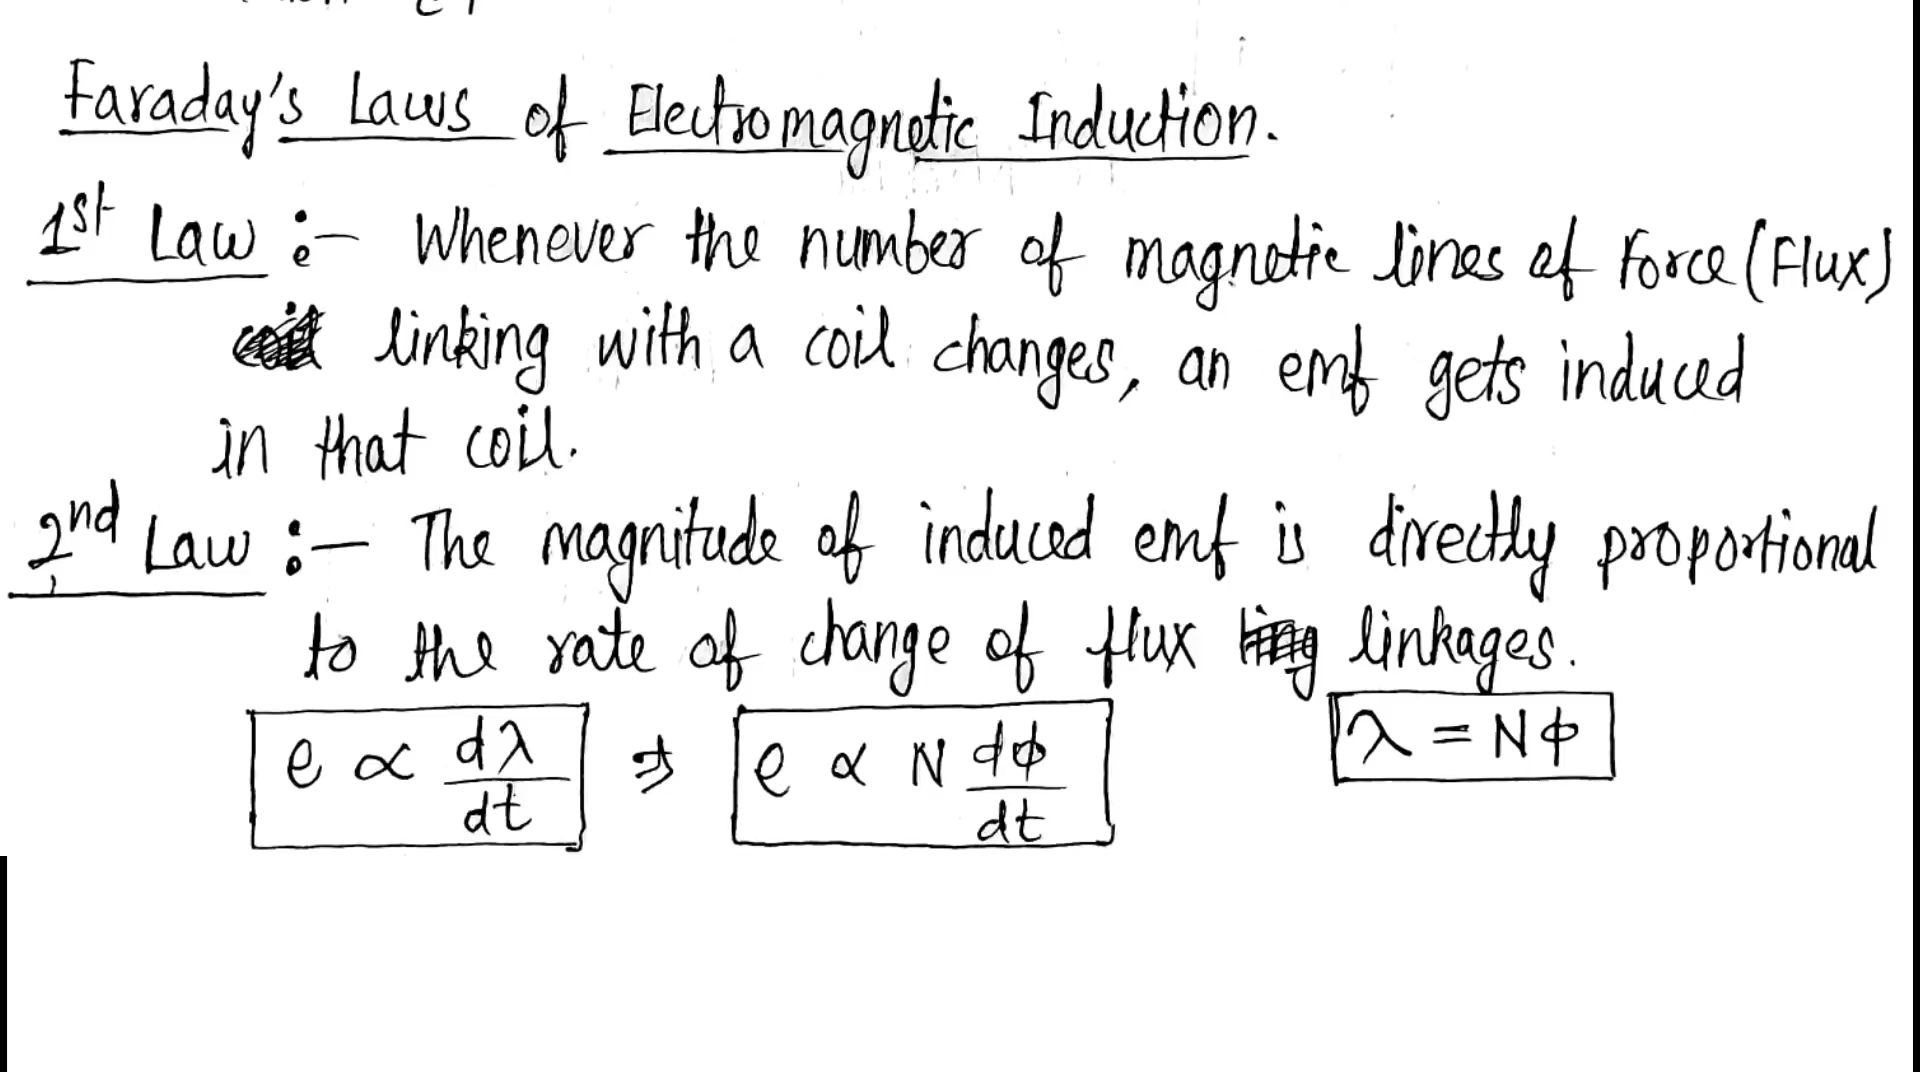 Faraday's Laws of Electromagnetic Induction.
1st Law :- Whenever the number of magnetic lines of force (Flux)
linking with a coil changes, an emf gets induced
in that coil.
2nd Law :- The magnitude of induced emf is directly proportional
to the rate of change of flux linkages.
e ∝ dλ/dt ⇒ e ∝ N dϕ/dt λ = Nϕ